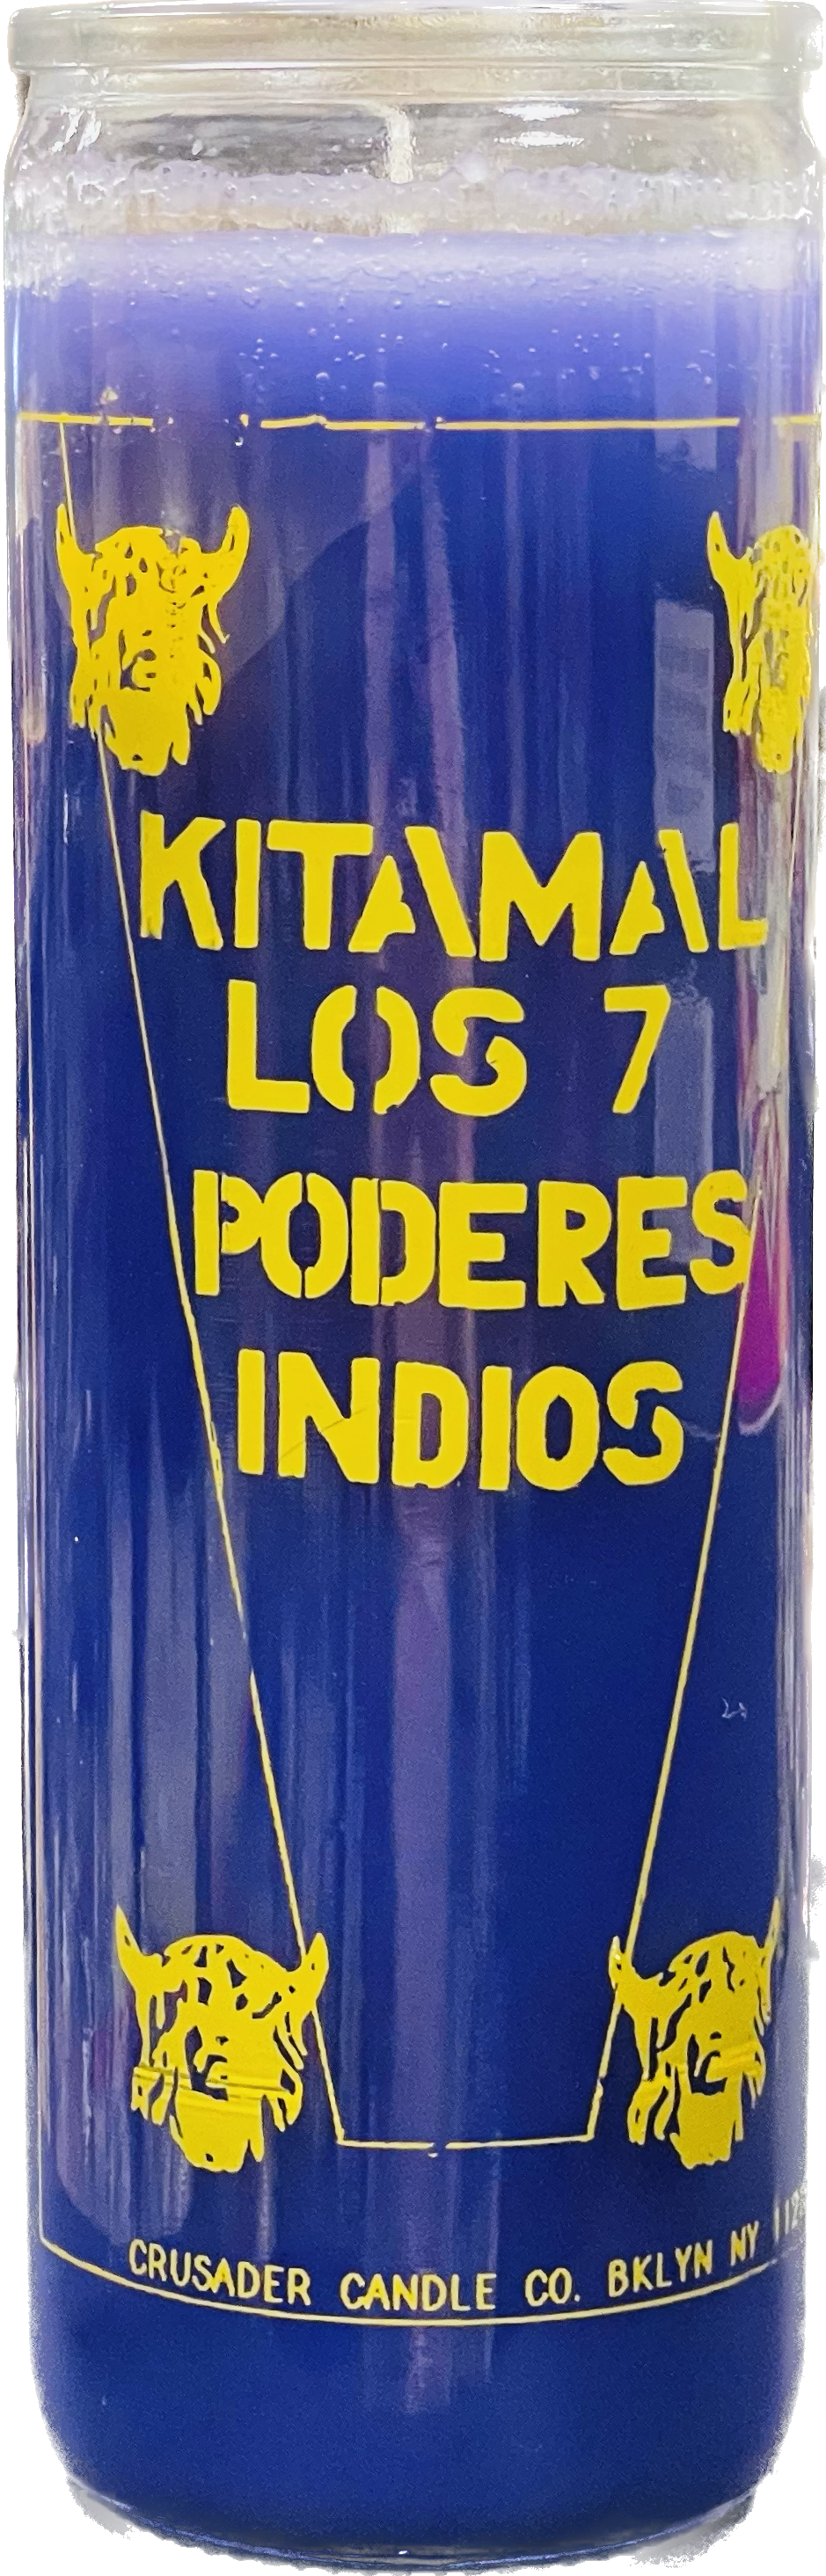 KITAMAL
LOS 7
PODERES
INDIOS
CRUSADER CANDLE CO. BKLYN NY